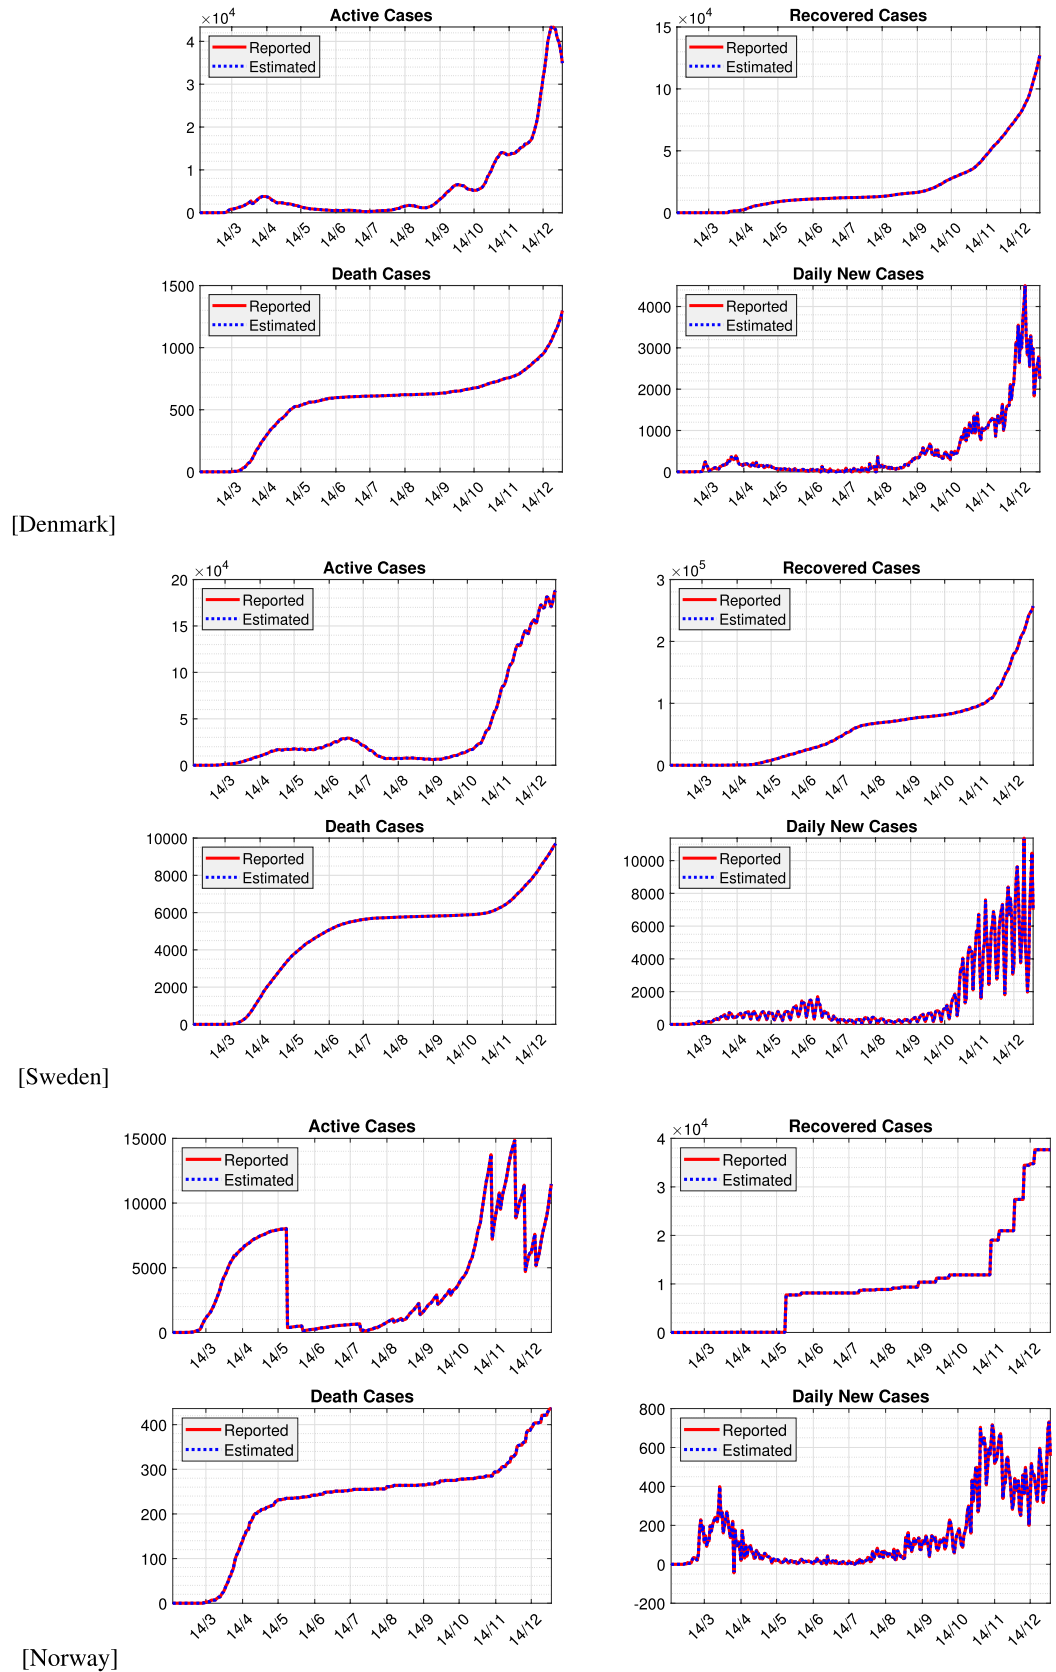 Active Cases
×10⁴
Reported
Estimated
4
3
2
1
0
14/3 14/4 14/5 14/6 14/7 14/8 14/9 14/10 14/11 14/12
Recovered Cases
×10⁴
Reported
Estimated
15
10
5
0
14/3 14/4 14/5 14/6 14/7 14/8 14/9 14/10 14/11 14/12
Death Cases
Reported
Estimated
1500
1000
500
0
14/3 14/4 14/5 14/6 14/7 14/8 14/9 14/10 14/11 14/12
Daily New Cases
Reported
Estimated
4000
3000
2000
1000
0
14/3 14/4 14/5 14/6 14/7 14/8 14/9 14/10 14/11 14/12
[Denmark]
Active Cases
×10⁴
Reported
Estimated
20
15
10
5
0
14/3 14/4 14/5 14/6 14/7 14/8 14/9 14/10 14/11 14/12
Recovered Cases
×10⁵
Reported
Estimated
3
2
1
0
14/3 14/4 14/5 14/6 14/7 14/8 14/9 14/10 14/11 14/12
Death Cases
Reported
Estimated
10000
8000
6000
4000
2000
0
14/3 14/4 14/5 14/6 14/7 14/8 14/9 14/10 14/11 14/12
Daily New Cases
Reported
Estimated
10000
8000
6000
4000
2000
0
14/3 14/4 14/5 14/6 14/7 14/8 14/9 14/10 14/11 14/12
[Sweden]
Active Cases
Reported
Estimated
15000
10000
5000
0
14/3 14/4 14/5 14/6 14/7 14/8 14/9 14/10 14/11 14/12
Recovered Cases
×10⁴
Reported
Estimated
4
3
2
1
0
14/3 14/4 14/5 14/6 14/7 14/8 14/9 14/10 14/11 14/12
Death Cases
Reported
Estimated
400
300
200
100
0
14/3 14/4 14/5 14/6 14/7 14/8 14/9 14/10 14/11 14/12
Daily New Cases
Reported
Estimated
800
600
400
200
0
-200
14/3 14/4 14/5 14/6 14/7 14/8 14/9 14/10 14/11 14/12
[Norway]